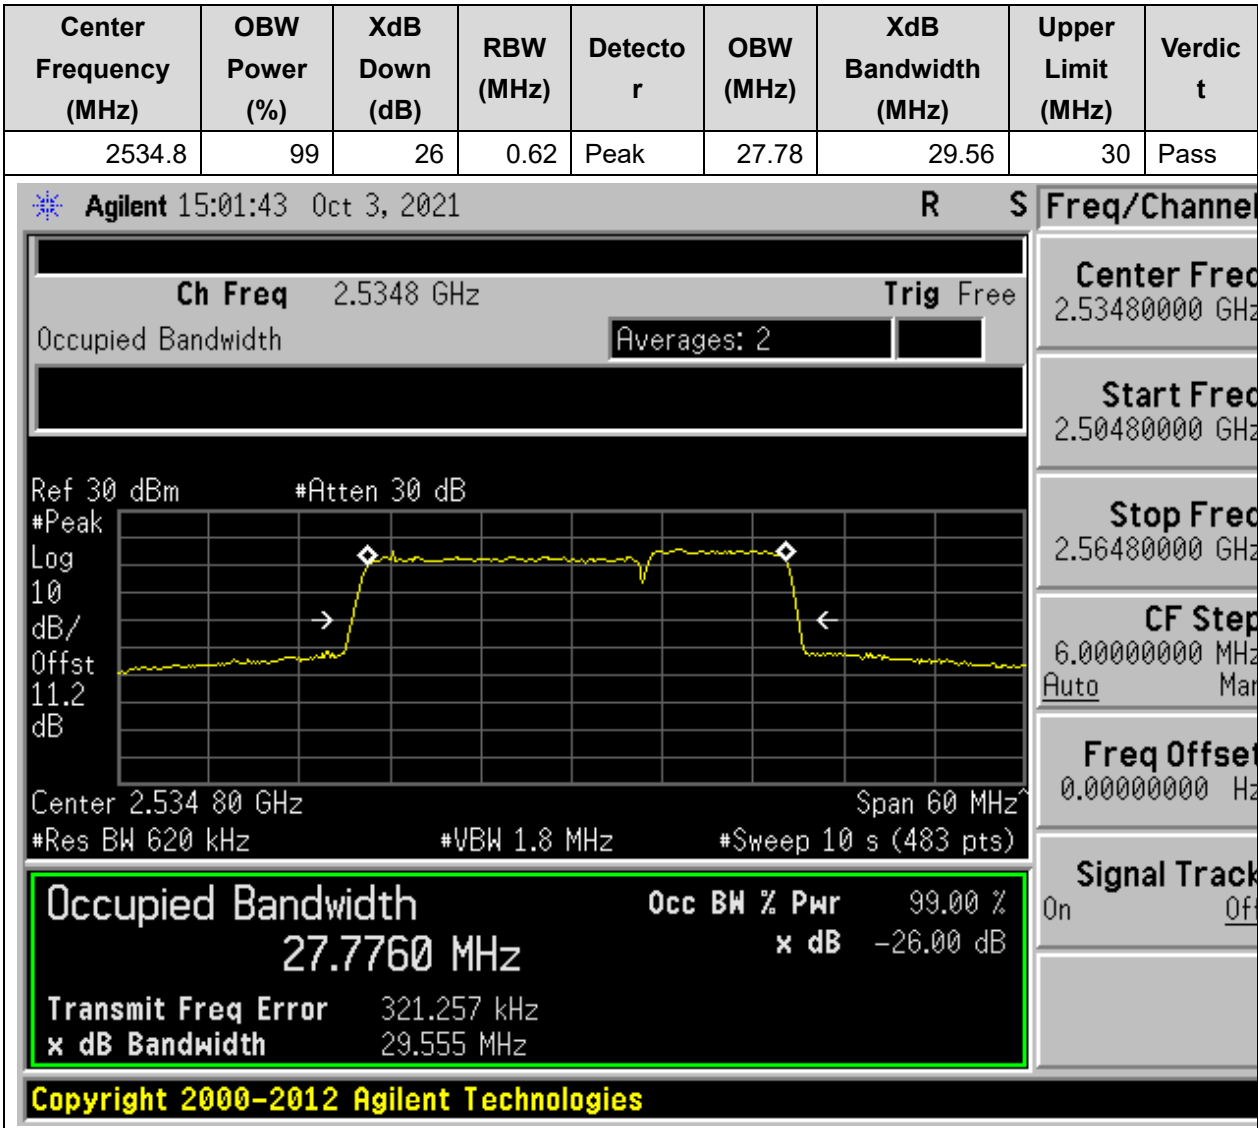 Center Frequency (MHz) OBW Power (%) XdB Down (dB) RBW (MHz) Detecto r OBW (MHz) XdB Bandwidth (MHz) Upper Limit (MHz) Verdic t
2534.8 99 26 0.62 Peak 27.78 29.56 30 Pass
Agilent 15:01:43 Oct 3, 2021 R S Freq/Channel
Ch Freq 2.5348 GHz Trig Free
Occupied Bandwidth Averages: 2
Center Freq
2.53480000 GHz
Start Freq
2.50480000 GHz
Stop Freq
2.56480000 GHz
CF Step
6.00000000 MHz
Auto Man
Freq Offset
0.00000000 Hz
Signal Track
On Off
Ref 30 dBm #Atten 30 dB
#Peak
Log
10
dB/
Offst
11.2
dB
Center 2.534 80 GHz Span 60 MHz^
#Res BW 620 kHz #VBW 1.8 MHz #Sweep 10 s (483 pts)
Occupied Bandwidth Occ BW % Pwr 99.00 %
27.7760 MHz x dB -26.00 dB
Transmit Freq Error 321.257 kHz
x dB Bandwidth 29.555 MHz
Copyright 2000-2012 Agilent Technologies